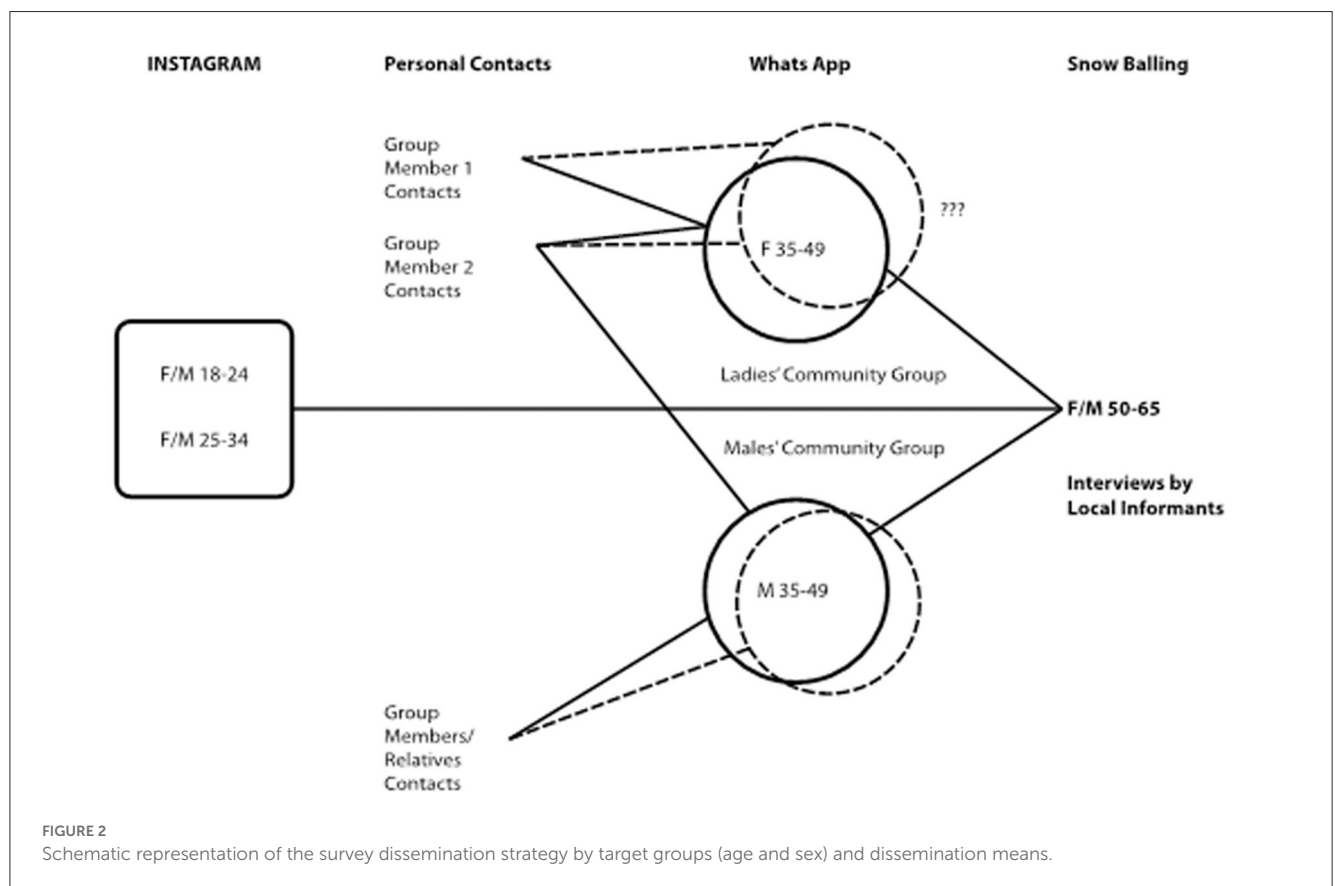 INSTAGRAM
Personal Contacts
Whats App
Snow Balling
Group
Member 1
Contacts
Group
Member 2
Contacts
???
F 35-49
F/M 18-24
F/M 25-34
Ladies' Community Group
F/M 50-65
Males' Community Group
Interviews by
Local Informants
M 35-49
Group
Members/
Relatives
Contacts
FIGURE 2
Schematic representation of the survey dissemination strategy by target groups (age and sex) and dissemination means.